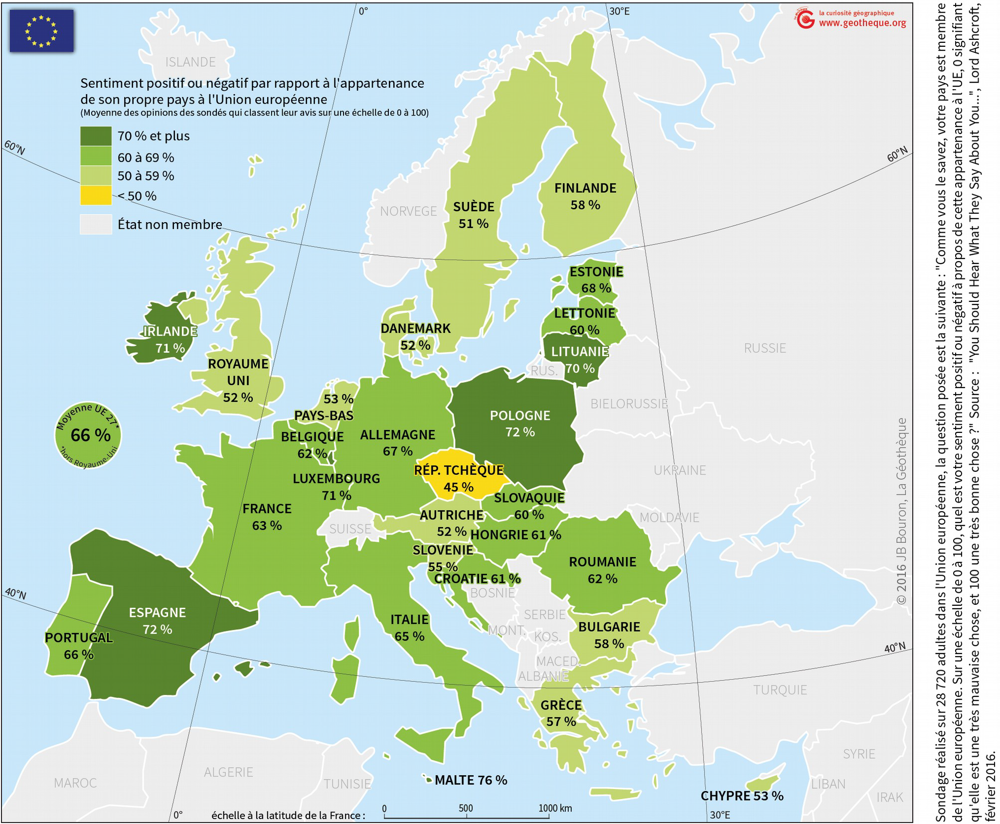 0°
30°E
la curiosité géographique
www.geotheque.org
ISLANDE
Sentiment positif ou négatif par rapport à l'appartenance
de son propre pays à l'Union européenne
(Moyenne des opinions des sondés qui classent leur avis sur une échelle de 0 à 100)
70 % et plus
60 à 69 %
50 à 59 %
< 50 %
État non membre
60°N
60°N
NORVEGE
SUÈDE
51 %
FINLANDE
58 %
ESTONIE
68 %
LETTONIE
60 %
LITUANIE
70 %
RUS.
RUSSIE
IRLANDE
71 %
ROYAUME
UNI
52 %
DANEMARK
52 %
53 %
PAYS-BAS
BELGIQUE
62 %
LUXEMBOURG
71 %
ALLEMAGNE
67 %
POLOGNE
72 %
BIELORUSSIE
UKRAINE
MOLDAVIE
Moyenne UE 27*
66 %
*hors Royaume-Uni
RÉP. TCHÈQUE
45 %
SLOVAQUIE
60 %
AUTRICHE
52 %
HONGRIE 61 %
FRANCE
63 %
SUISSE
SLOVENIE
55 %
CROATIE 61 %
BOSNIE
SERBIE
MONT.
KOS.
MACED.
ALBANIE
ROUMANIE
62 %
BULGARIE
58 %
40°N
40°N
ESPAGNE
72 %
PORTUGAL
66 %
ITALIE
65 %
GRÈCE
57 %
TURQUIE
SYRIE
LIBAN
IRAK
MAROC
ALGERIE
TUNISIE
MALTE 76 %
CHYPRE 53 %
0°
échelle à la latitude de la France :
0 500 1000 km
30°E
© 2016 JB Bouron, La Géothèque
Sondage réalisé sur 28 720 adultes dans l'Union européenne, la question posée est la suivante : "Comme vous le savez, votre pays est membre
de l'Union européenne. Sur une échelle de 0 à 100, quel est votre sentiment positif ou négatif à propos de cette appartenance à l'UE, 0 signifiant
qu'elle est une très mauvaise chose, et 100 une très bonne chose ?" Source : "You Should Hear What They Say About You...", Lord Ashcroft,
février 2016.